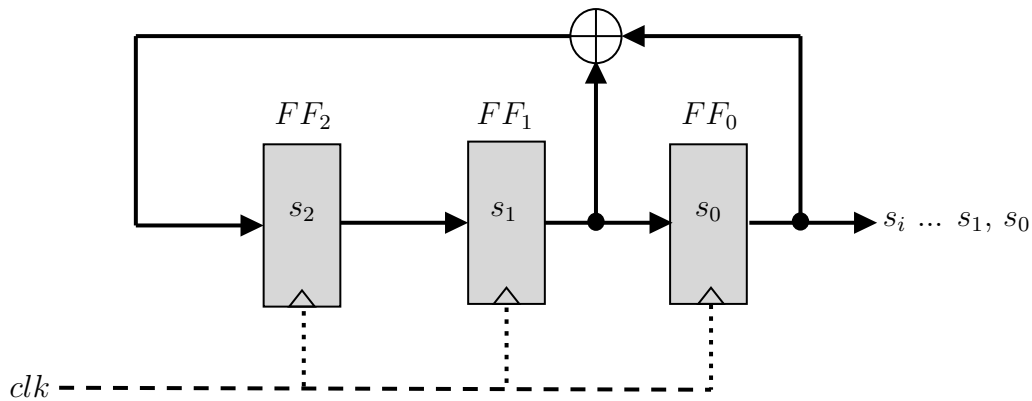 FF₂ FF₁ FF₀
s₂ s₁ s₀ sᵢ ... s₁, s₀
clk